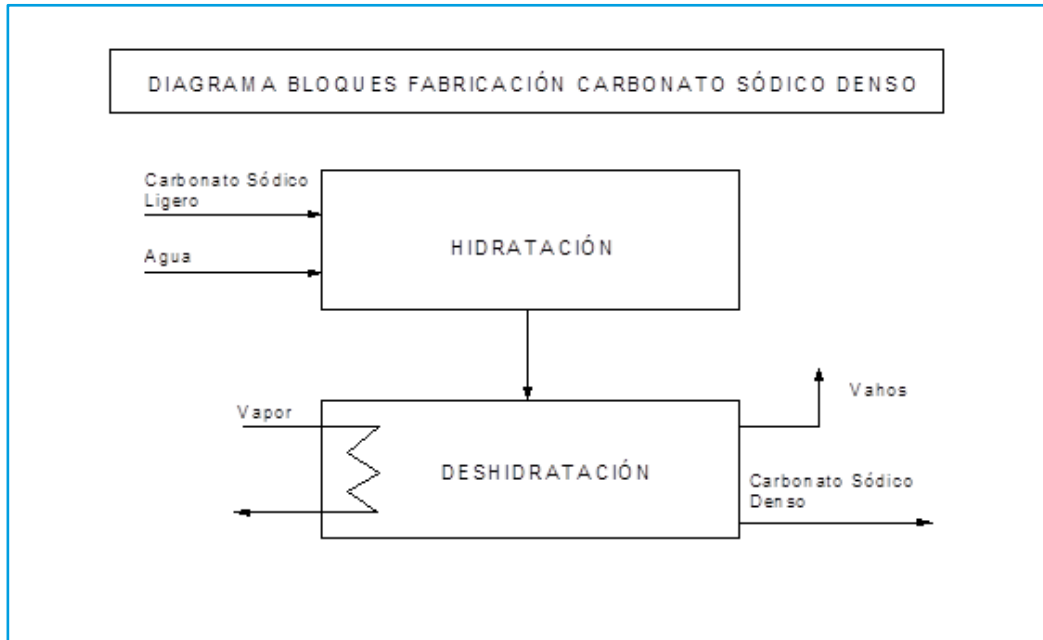 DIAGRAMA BLOQUES FABRICACIÓN CARBONATO SÓDICO DENSO
Carbonato Sódico
Ligero
HIDRATACIÓN
Agua
Vahos
Vapor
DESHIDRATACIÓN
Carbonato Sódico
Denso